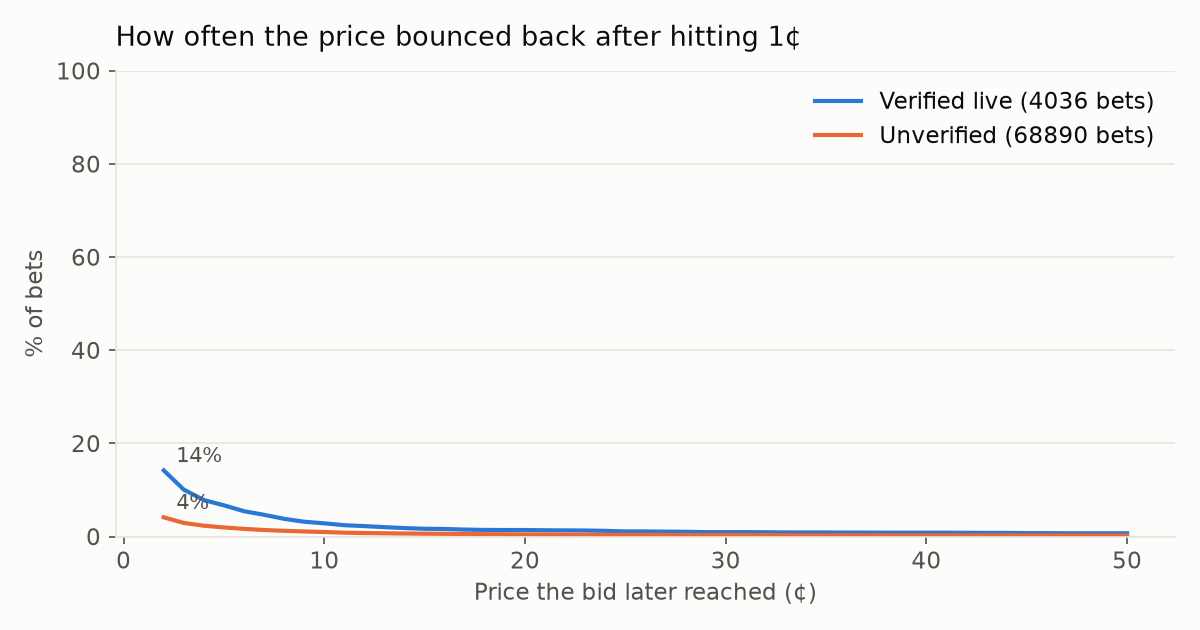 How often the price bounced back after hitting 1¢
Verified live (4036 bets)
Unverified (68890 bets)
% of bets
100
80
60
40
20
0
14%
4%
0
10
20
30
40
50
Price the bid later reached (¢)